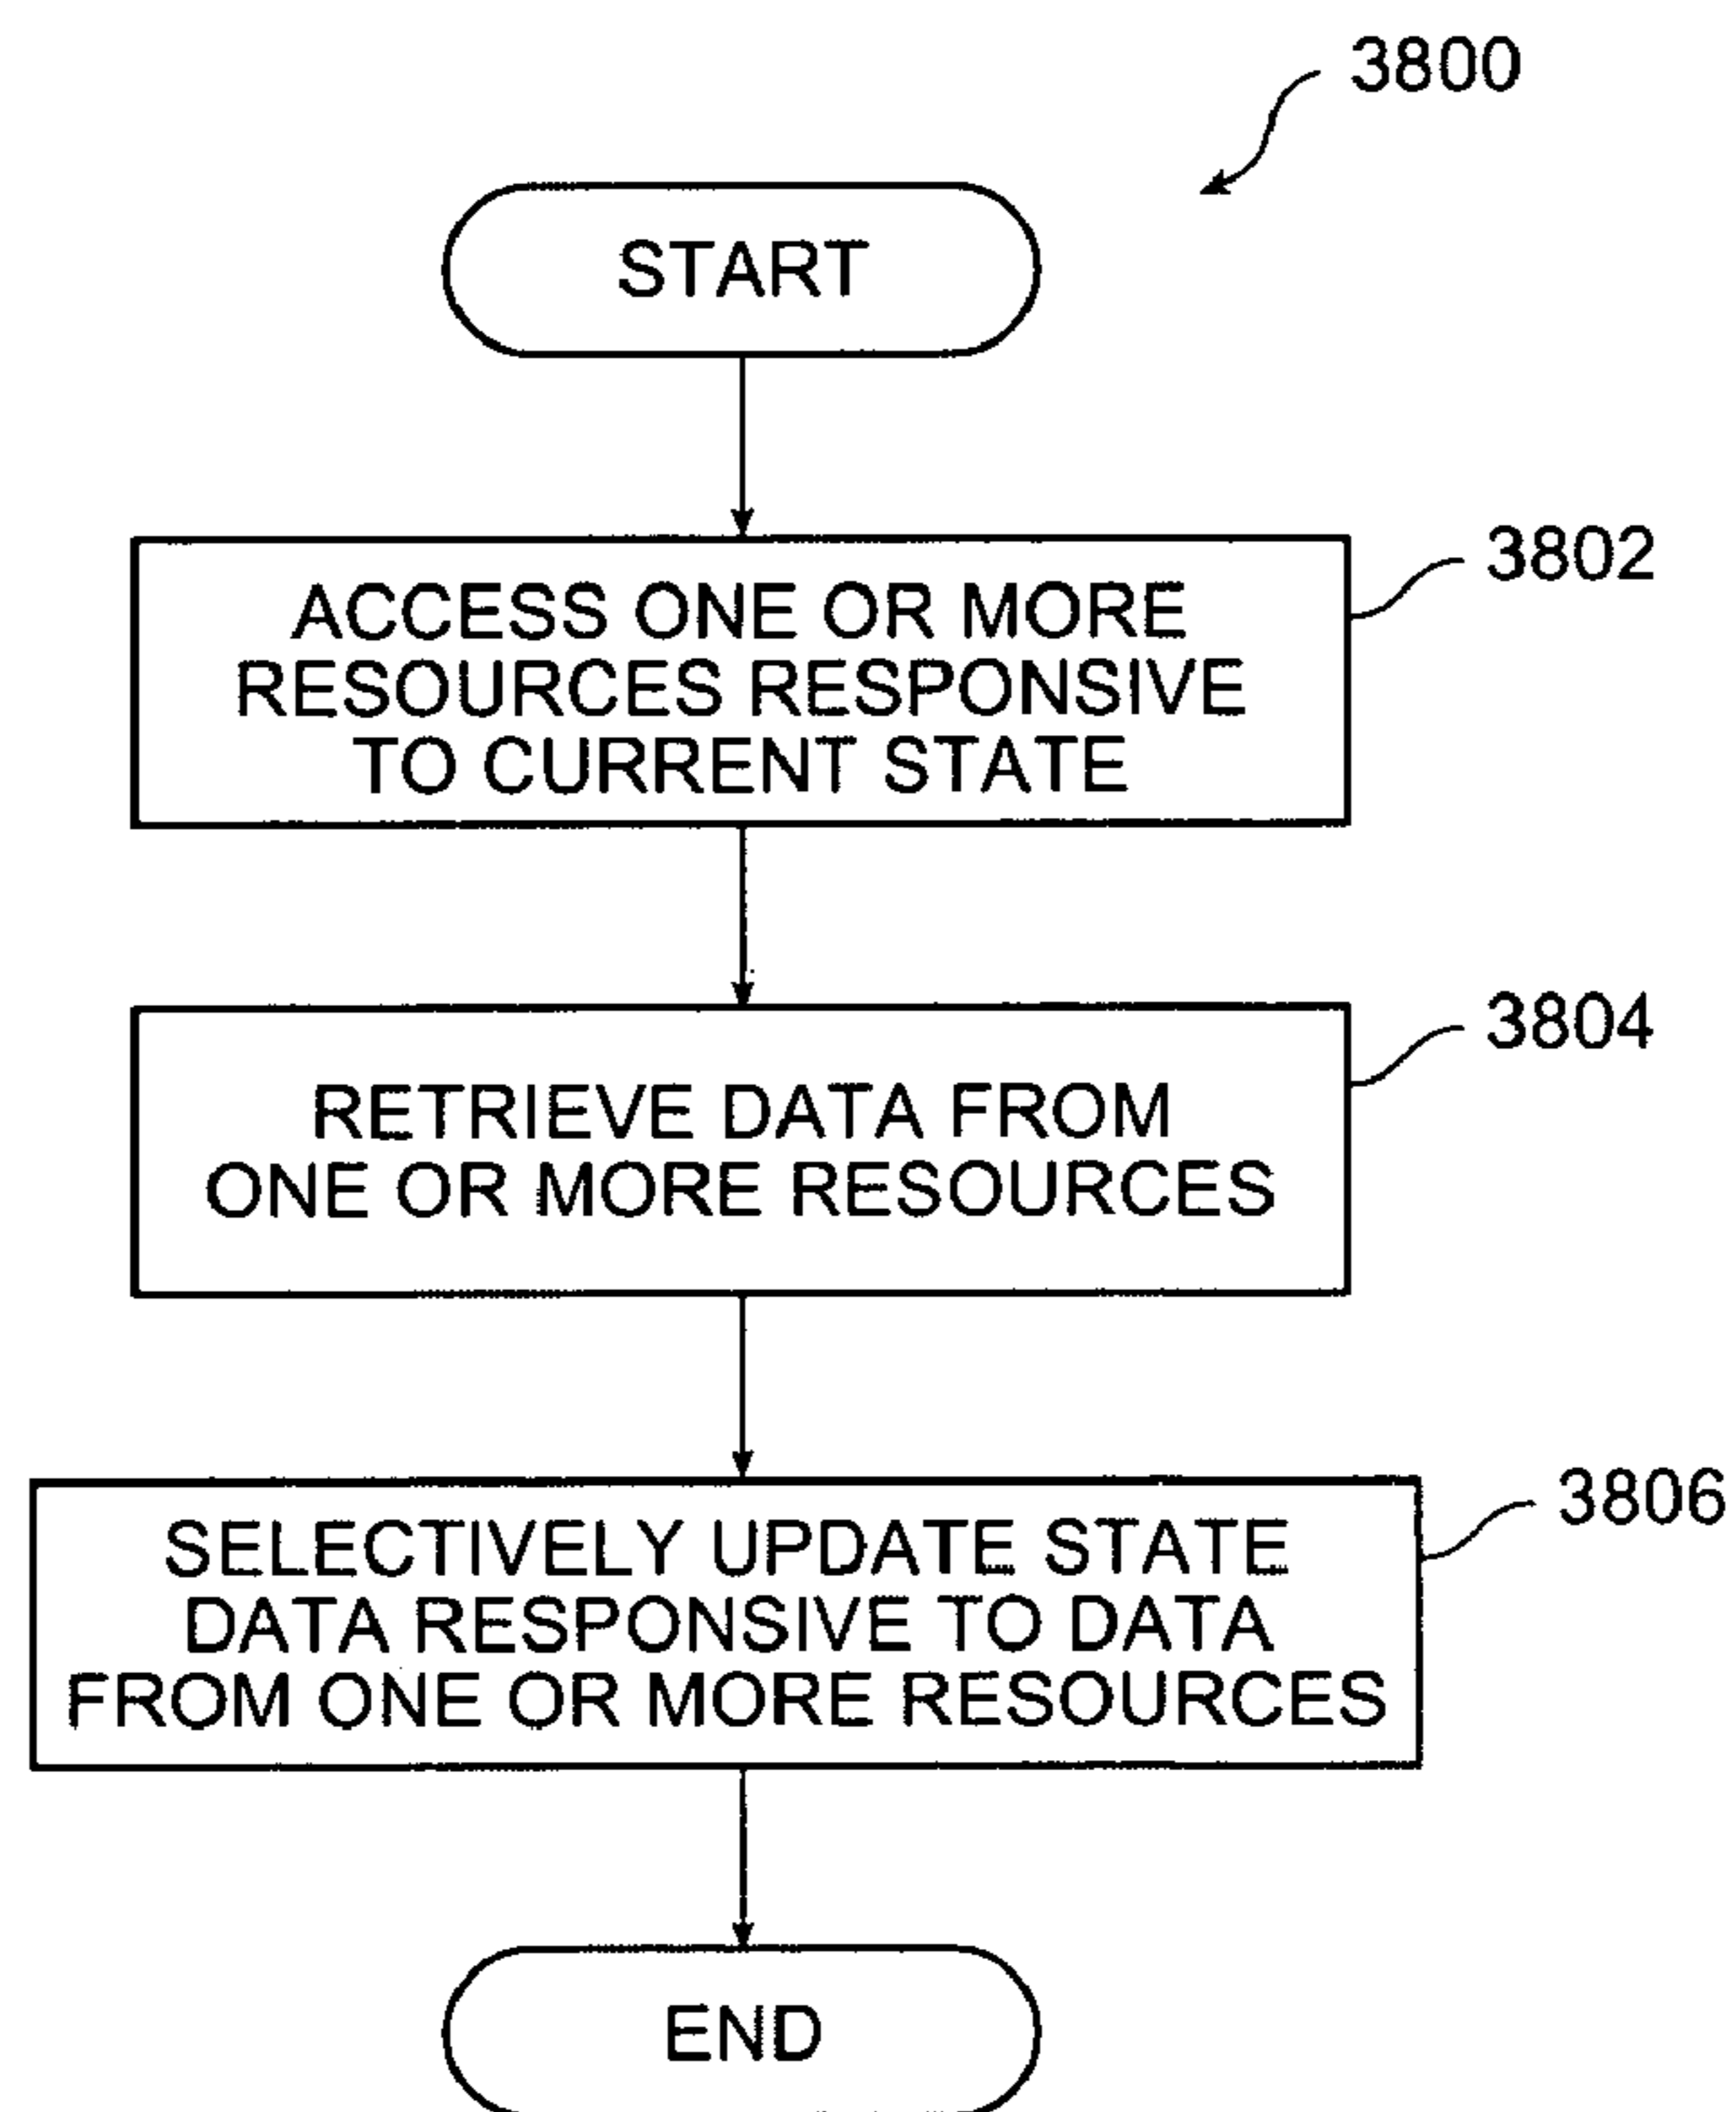 3800
START
3802
ACCESS ONE OR MORE
RESOURCES RESPONSIVE
TO CURRENT STATE
3804
RETRIEVE DATA FROM
ONE OR MORE RESOURCES
3806
SELECTIVELY UPDATE STATE
DATA RESPONSIVE TO DATA
FROM ONE OR MORE RESOURCES
END